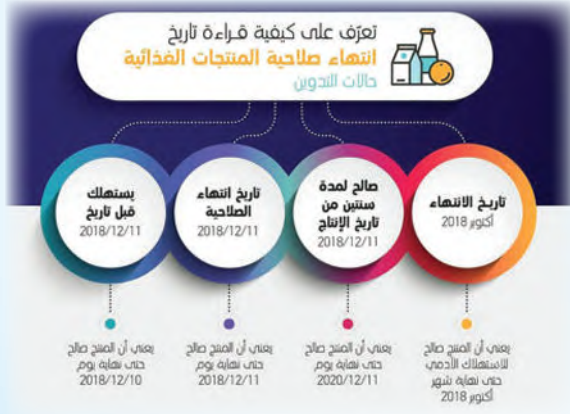 تعرّف على كيفية قراءة تاريخ
انتهاء صلاحية المنتجات الغذائية
حالات التدوين
تاريخ الانتهاء
أكتوبر 2018
صالح لمدة
سنتين من
تاريخ الإنتاج
2018/12/11
تاريخ انتهاء
الصلاحية
2018/12/11
يستهلك
قبل تاريخ
2018/12/11
يعني أن المنتج صالح
للاستهلاك الآدمي
حتى نهاية شهر
أكتوبر 2018
يعني أن المنتج صالح
حتى نهاية يوم
2020/12/11
يعني أن المنتج صالح
حتى نهاية يوم
2018/12/11
يعني أن المنتج صالح
حتى نهاية يوم
2018/12/10